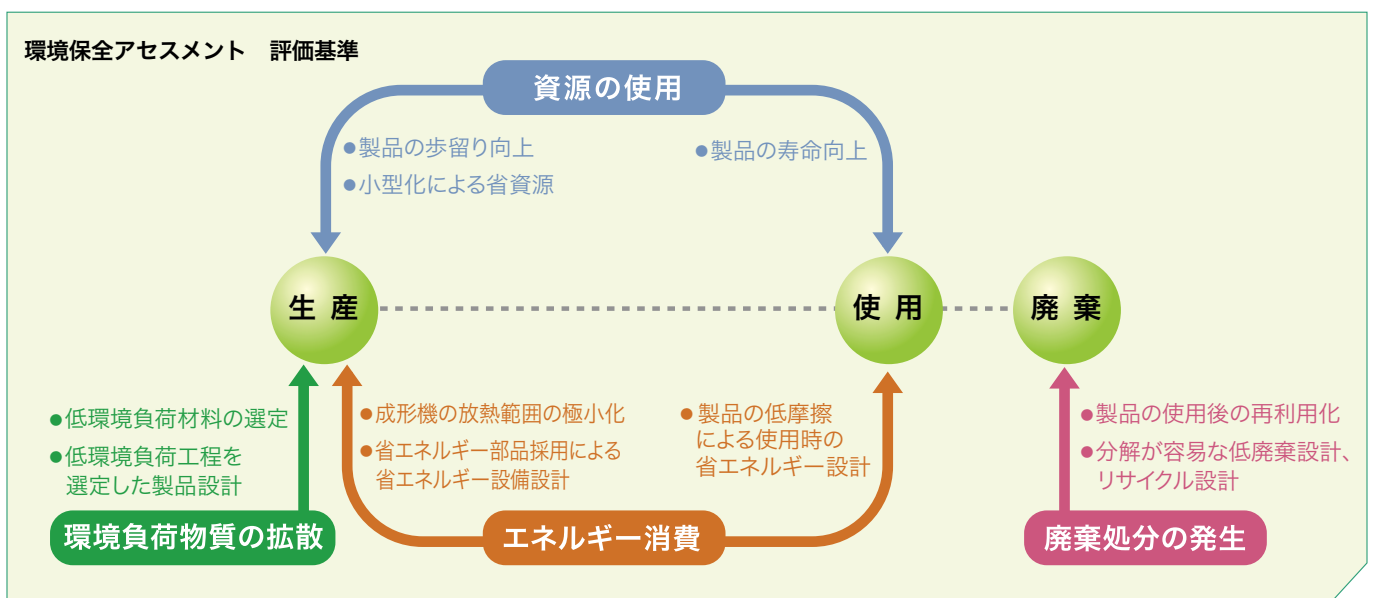 環境保全アセスメント　評価基準
資源の使用
●製品の歩留り向上
●小型化による省資源
●製品の寿命向上
生産
使用
廃棄
●低環境負荷材料の選定
●低環境負荷工程を
選定した製品設計
環境負荷物質の拡散
●成形機の放熱範囲の極小化
●省エネルギー部品採用による
省エネルギー設備設計
●製品の低摩擦
による使用時の
省エネルギー設計
エネルギー消費
●製品の使用後の再利用化
●分解が容易な低廃棄設計、
リサイクル設計
廃棄処分の発生